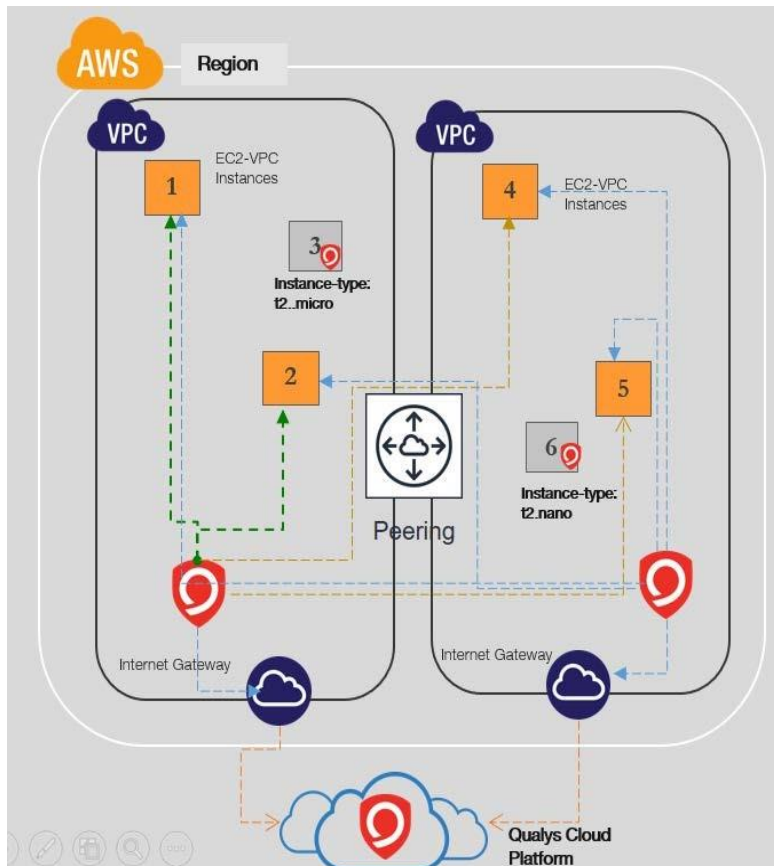 AWS
Region
VPC
EC2-VPC
Instances
1
3
Instance-type:
t2..micro
2
VPC
4
EC2-VPC
Instances
5
6
Instance-type:
t2.nano
Peering
Internet Gateway
Internet Gateway
Qualys Cloud
Platform